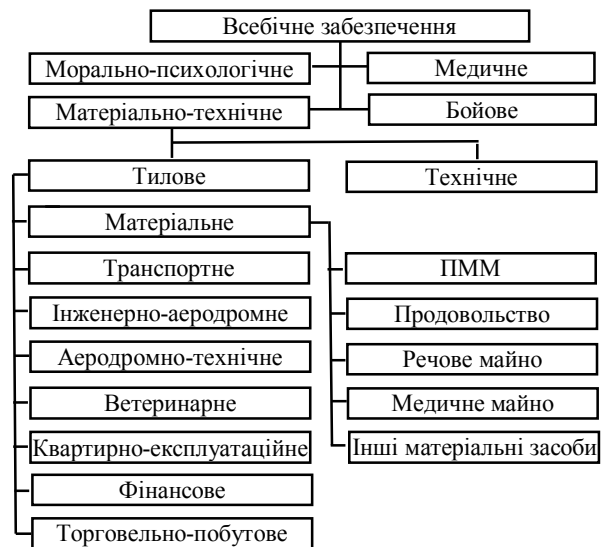 Всебічне забезпечення
Морально-психологічне
Медичне
Матеріально-технічне
Бойове
Тилове
Технічне
Матеріальне
Транспортне
ПММ
Інженерно-аеродромне
Продовольство
Аеродромно-технічне
Речове майно
Ветеринарне
Медичне майно
Квартирно-експлуатаційне
Інші матеріальні засоби
Фінансове
Торговельно-побутове